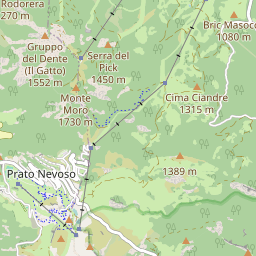 Rodorera
270 m
Bric Masoco
1080 m
Gruppo
del Dente
(Il Gatto)
1552 m
Serra del
Pick
1450 m
Monte
Moro
1730 m
Cima Ciandre
1315 m
Prato Nevoso
1389 m